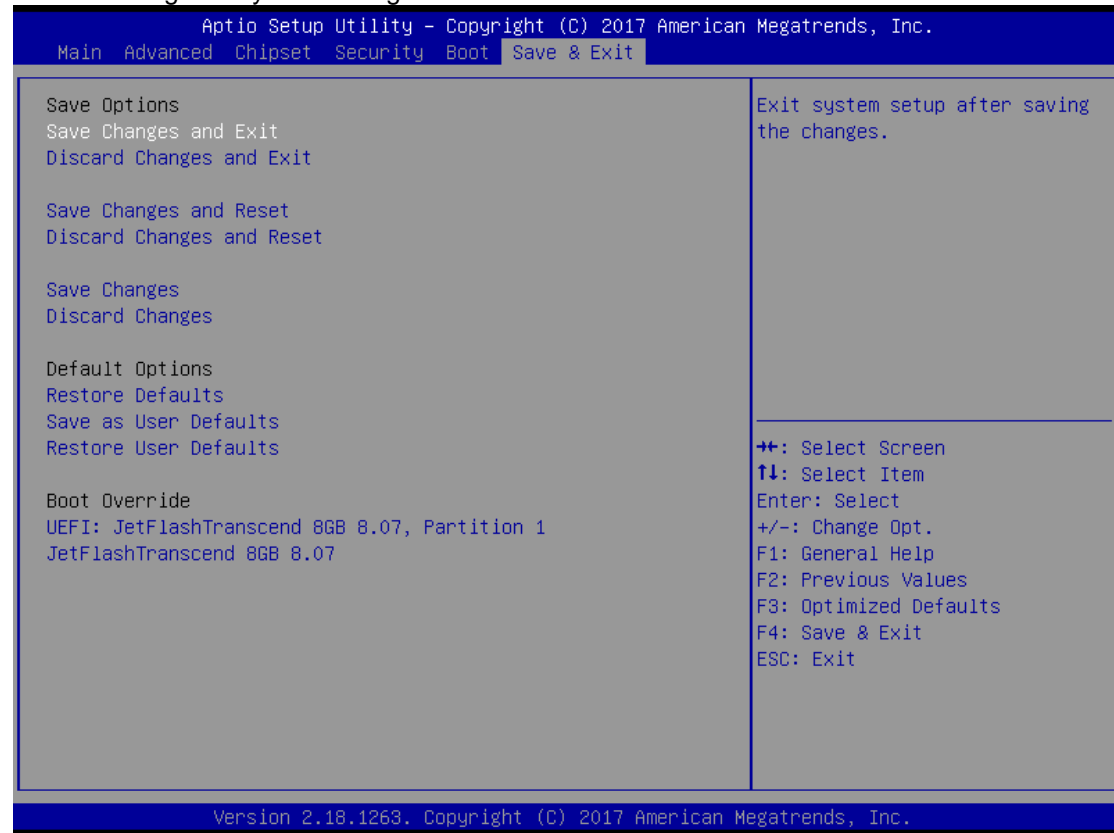 Aptio Setup Utility – Copyright (C) 2017 American Megatrends, Inc.
Main Advanced Chipset Security Boot Save & Exit
Save Options
Save Changes and Exit
Discard Changes and Exit
Save Changes and Reset
Discard Changes and Reset
Save Changes
Discard Changes
Default Options
Restore Defaults
Save as User Defaults
Restore User Defaults
Boot Override
UEFI: JetFlashTranscend 8GB 8.07, Partition 1
JetFlashTranscend 8GB 8.07
Exit system setup after saving
the changes.
→←: Select Screen
↑↓: Select Item
Enter: Select
+/-: Change Opt.
F1: General Help
F2: Previous Values
F3: Optimized Defaults
F4: Save & Exit
ESC: Exit
Version 2.18.1263. Copyright (C) 2017 American Megatrends, Inc.